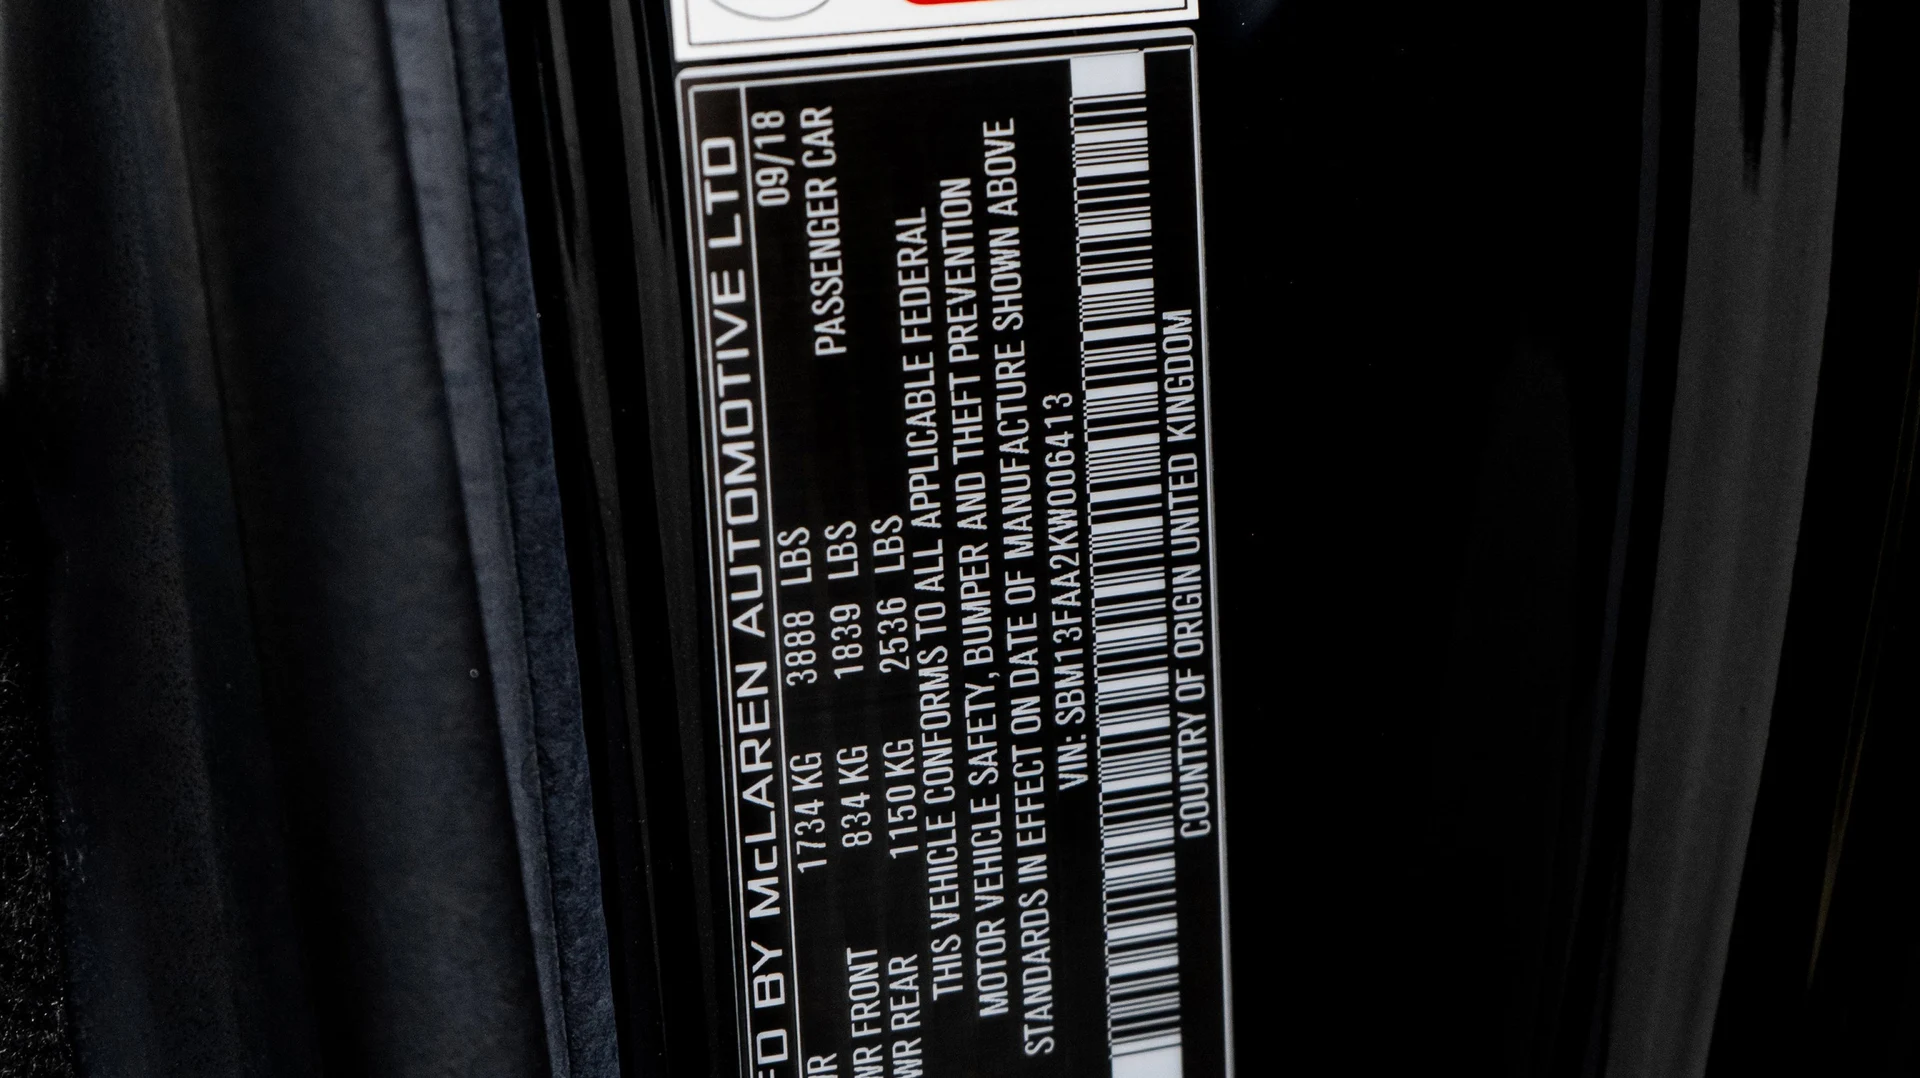 FD BY McLAREN AUTOMOTIVE LTD
09/18
VR 1734 KG 3888 LBS PASSENGER CAR
WR FRONT 834 KG 1839 LBS
WR REAR 1150 KG 2536 LBS
THIS VEHICLE CONFORMS TO ALL APPLICABLE FEDERAL
MOTOR VEHICLE SAFETY, BUMPER AND THEFT PREVENTION
STANDARDS IN EFFECT ON DATE OF MANUFACTURE SHOWN ABOVE
VIN: SBM13FAA2KW006413
COUNTRY OF ORIGIN UNITED KINGDOM